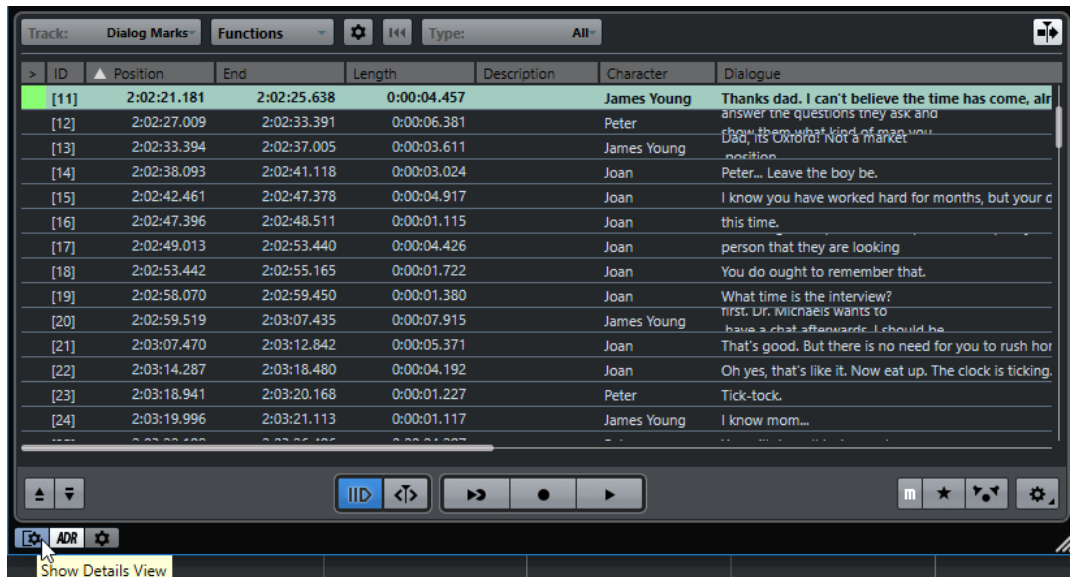 Track: Dialog Marks Functions Type: All
> ID Position End Length Description Character Dialogue
[11] 2:02:21.181 2:02:25.638 0:00:04.457 James Young Thanks dad. I can't believe the time has come, alr
[12] 2:02:27.009 2:02:33.391 0:00:06.381 Peter answer the questions they ask and
show them what kind of man you
[13] 2:02:33.394 2:02:37.005 0:00:03.611 James Young Dad, its Oxford! Not a market
position
[14] 2:02:38.093 2:02:41.118 0:00:03.024 Joan Peter... Leave the boy be.
[15] 2:02:42.461 2:02:47.378 0:00:04.917 Joan I know you have worked hard for months, but your d
[16] 2:02:47.396 2:02:48.511 0:00:01.115 Joan this time.
[17] 2:02:49.013 2:02:53.440 0:00:04.426 Joan person that they are looking
[18] 2:02:53.442 2:02:55.165 0:00:01.722 Joan You do ought to remember that.
[19] 2:02:58.070 2:02:59.450 0:00:01.380 Joan What time is the interview?
[20] 2:02:59.519 2:03:07.435 0:00:07.915 James Young first. Dr. Michaels wants to
have a chat afterwards. I should be
[21] 2:03:07.470 2:03:12.842 0:00:05.371 Joan That's good. But there is no need for you to rush hor
[22] 2:03:14.287 2:03:18.480 0:00:04.192 Joan Oh yes, that's like it. Now eat up. The clock is ticking.
[23] 2:03:18.941 2:03:20.168 0:00:01.227 Peter Tick-tock.
[24] 2:03:19.996 2:03:21.113 0:00:01.117 James Young I know mom...
m
ADR
Show Details View